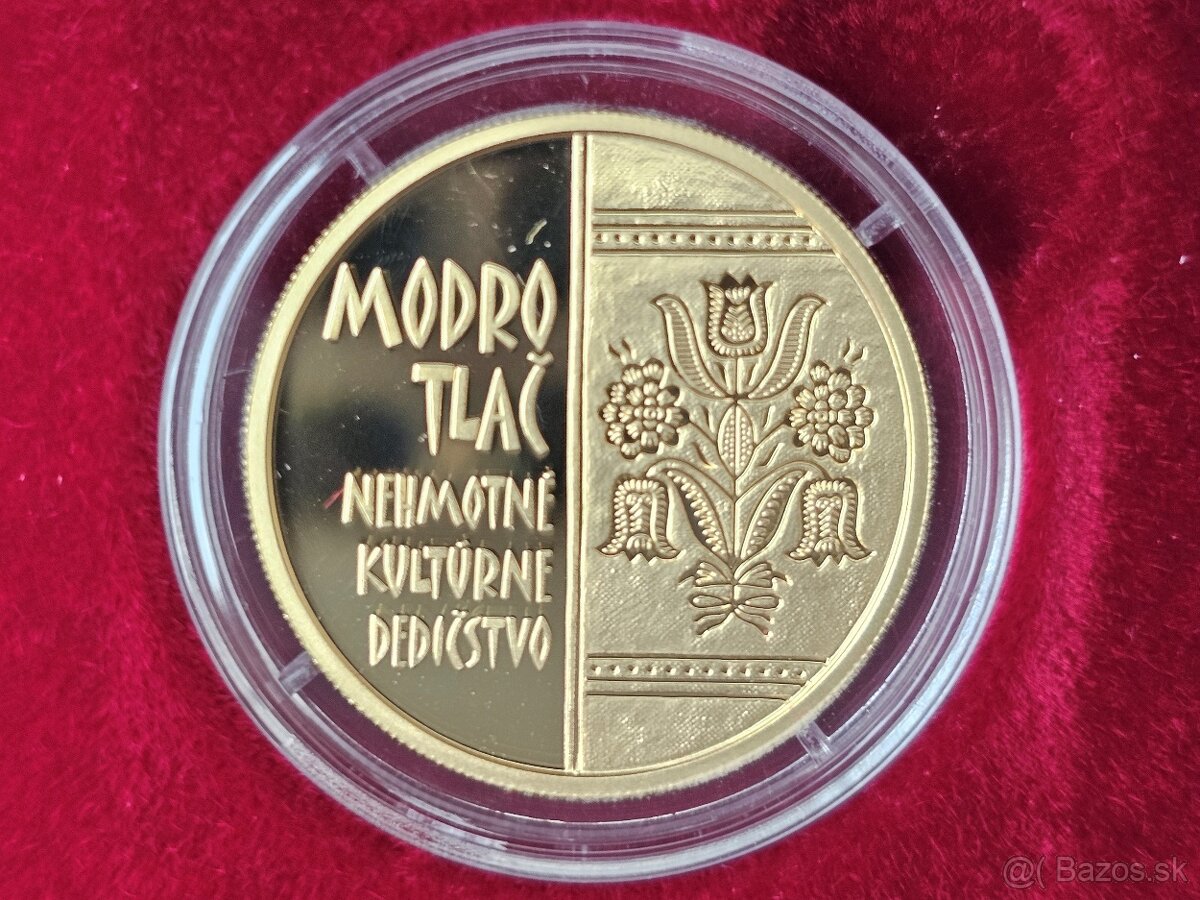 MODRO
TLAČ
NEHMOTNÉ
KULTÚRNE
DEDIČSTVO
@( Bazos.sk